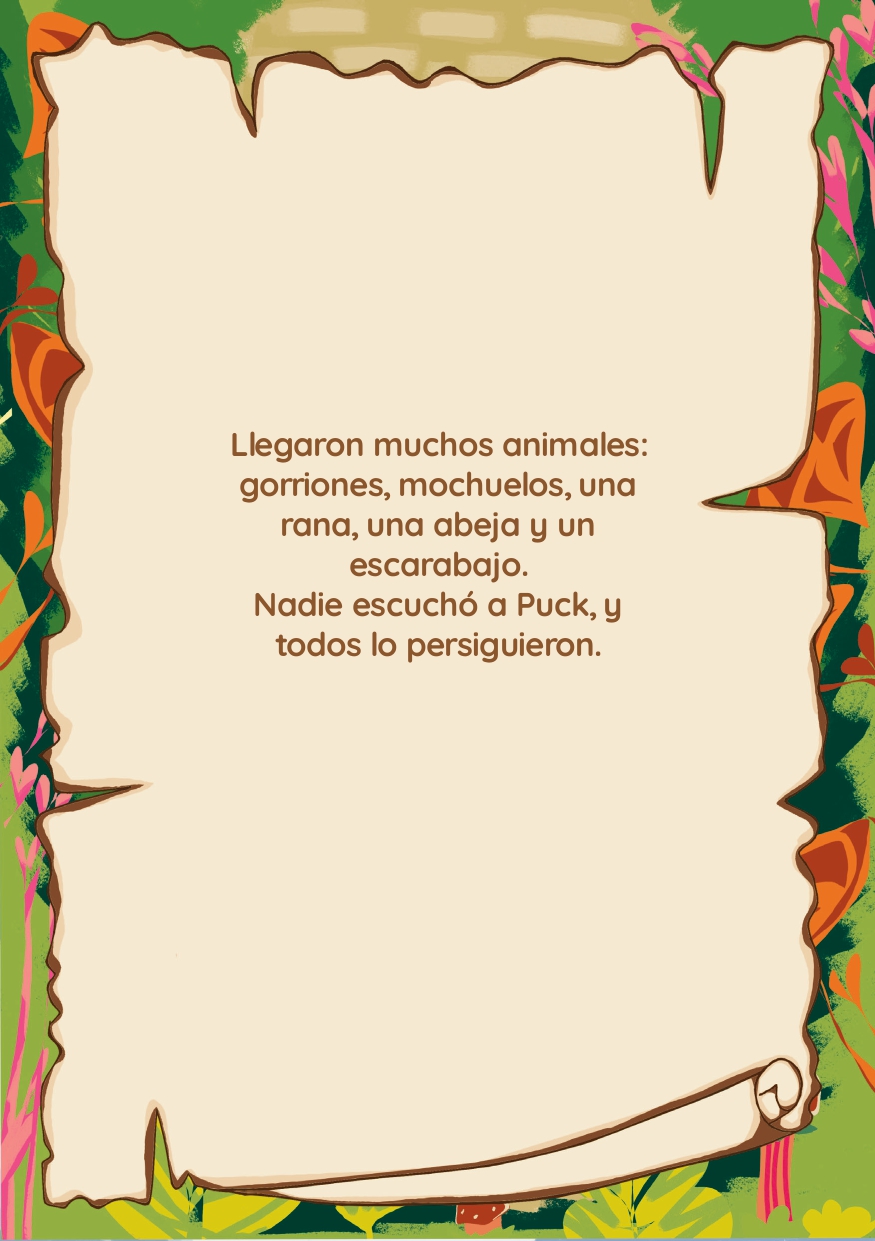 Llegaron muchos animales:
gorriones, mochuelos, una
rana, una abeja y un
escarabajo.
Nadie escuchó a Puck, y
todos lo persiguieron.